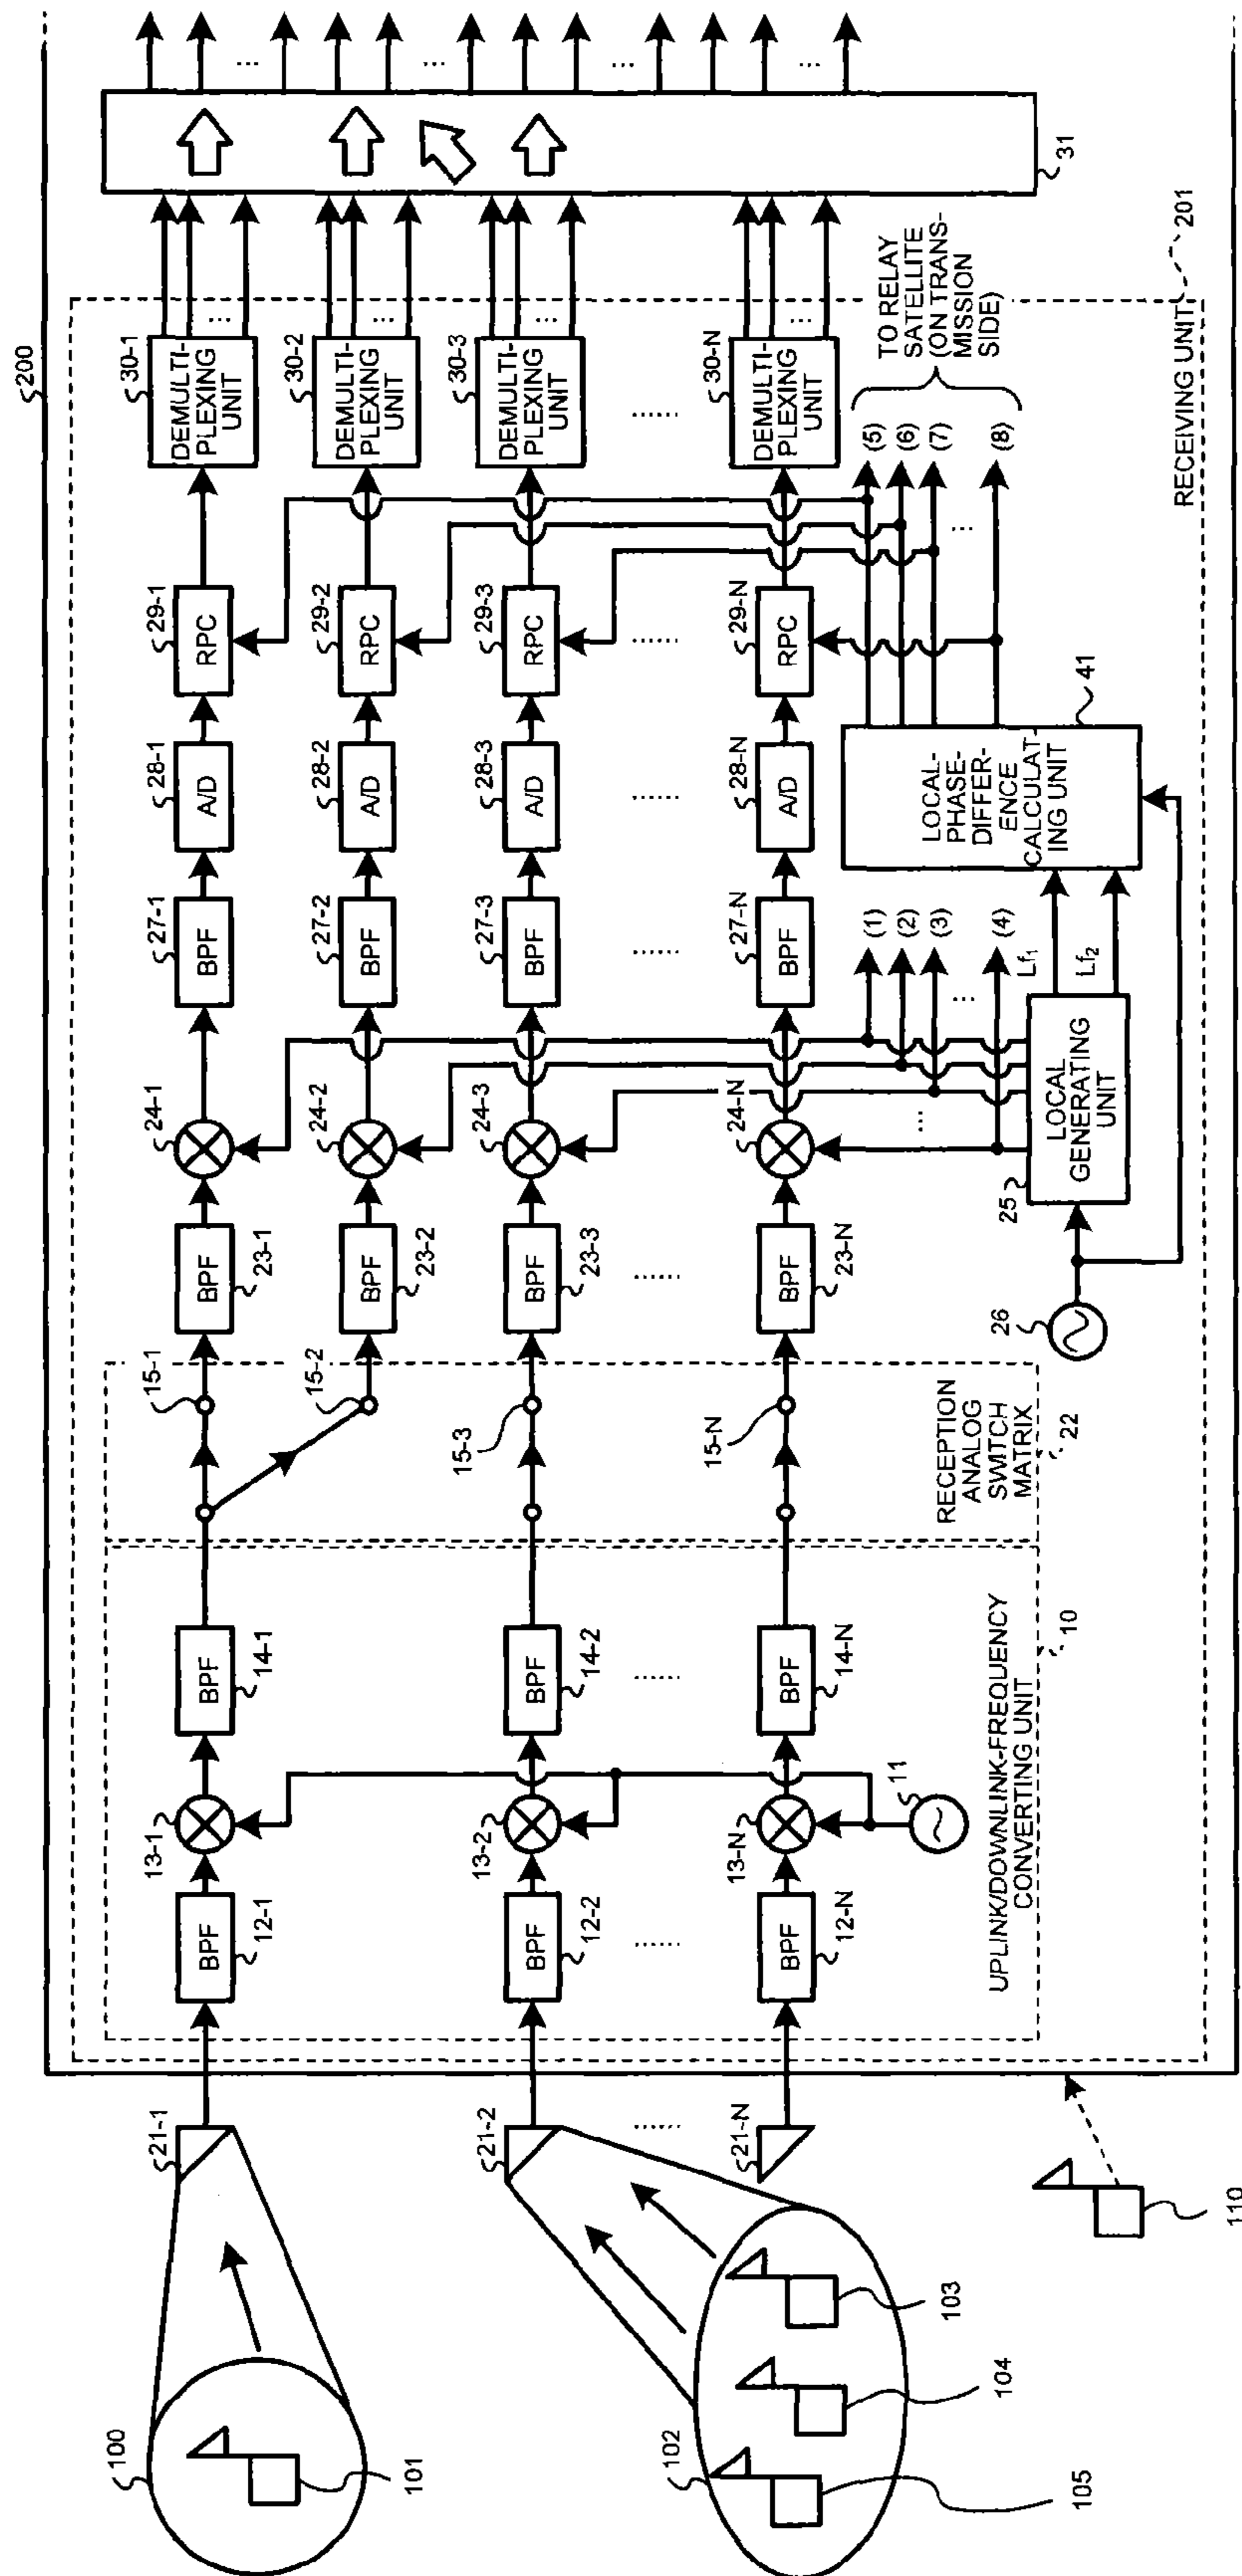 200
100
101
102
103
104
105
110
21-1
21-2
......
21-N
BPF
12-1
BPF
12-2
......
BPF
12-N
13-1
13-2
13-N
11
BPF
14-1
BPF
14-2
......
BPF
14-N
UPLINK/DOWNLINK-FREQUENCY
CONVERTING UNIT
10
15-1
15-2
15-3
15-N
RECEPTION
ANALOG
SWITCH
MATRIX
22
BPF
23-1
BPF
23-2
BPF
23-3
......
BPF
23-N
26
24-1
24-2
24-3
24-N
...
25
LOCAL
GENERATING
UNIT
(1)
(2)
(3)
...
(4)
Lf1
Lf2
27-1
BPF
27-2
BPF
27-3
BPF
......
27-N
BPF
28-1
A/D
28-2
A/D
28-3
A/D
......
28-N
A/D
29-1
RPC
29-2
RPC
29-3
RPC
......
29-N
RPC
LOCAL-
PHASE-
DIFFER-
ENCE
CALCULAT-
ING UNIT
41
(5)
(6)
(7)
...
(8)
TO RELAY
SATELLITE
(ON TRANS-
MISSION
SIDE)
30-1
DEMULTI-
PLEXING
UNIT
...
30-2
DEMULTI-
PLEXING
UNIT
...
30-3
DEMULTI-
PLEXING
UNIT
...
......
30-N
DEMULTI-
PLEXING
UNIT
...
RECEIVING UNIT
201
31
...
...
...
...